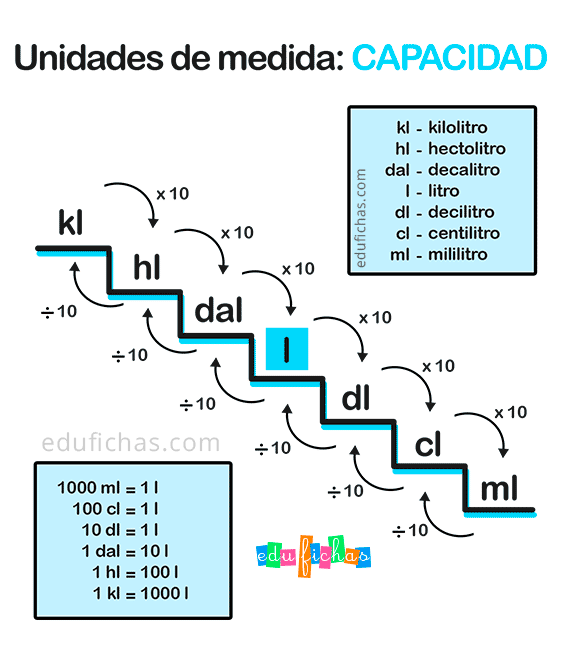 Unidades de medida: CAPACIDAD
kl - kilolitro
hl - hectolitro
dal - decalitro
l - litro
dl - decilitro
cl - centilitro
ml - mililitro
edufichas.com
kl
x 10
hl
x 10
÷10
dal
x 10
÷10
l
x 10
÷10
dl
x 10
÷10
cl
x 10
÷10
ml
÷10
edufichas.com
1000 ml = 1 l
100 cl = 1 l
10 dl = 1 l
1 dal = 10 l
1 hl = 100 l
1 kl = 1000 l
edufichas